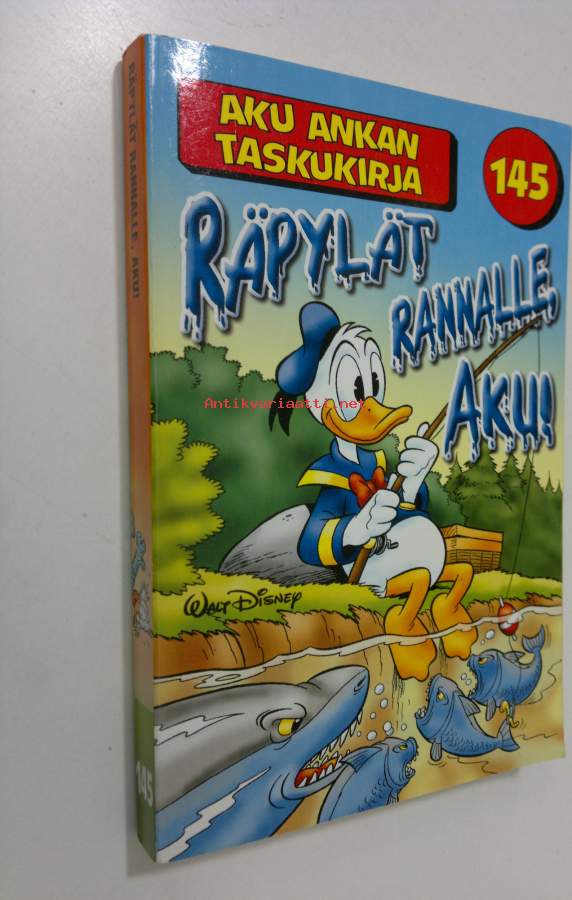 AKU ANKAN
TASKUKIRJA
145
RÄPYLÄT
RANNALLE,
AKU!
Antikvariaatti.net
WALT DISNEY
RÄPYLÄT RANNALLE, AKU!
145